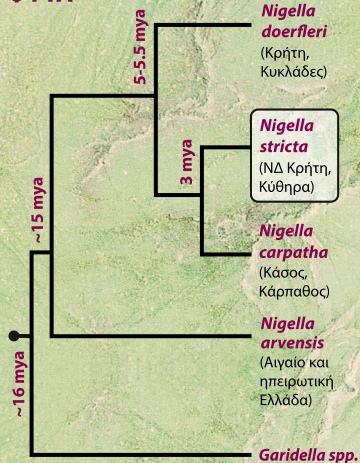 5-5.5 mya
Nigella
doerfleri
(Κρήτη,
Κυκλάδες)
3 mya
Nigella
stricta
(ΝΔ Κρήτη,
Κύθηρα)
~15 mya
Nigella
carpatha
(Κάσος,
Κάρπαθος)
Nigella
arvensis
(Αιγαίο και
ηπειρωτική
Ελλάδα)
~16 mya
Garidella spp.